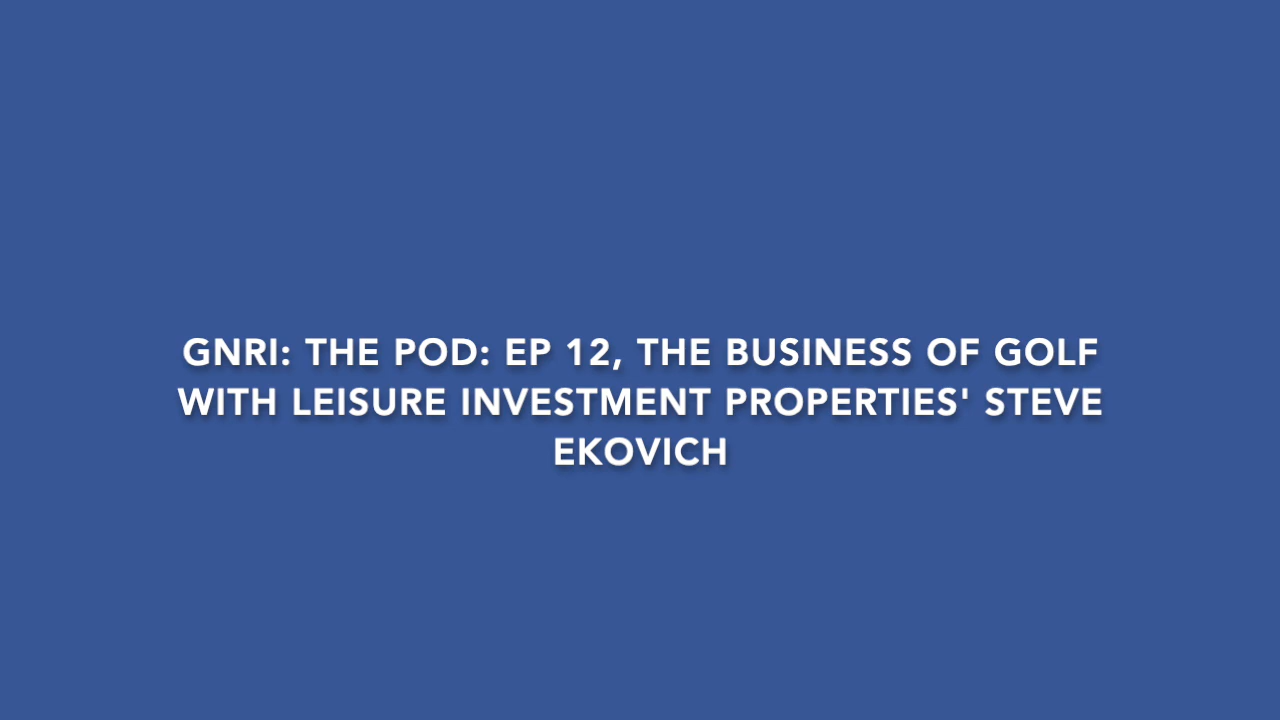 GNRI: THE POD: EP 12, THE BUSINESS OF GOLF
WITH LEISURE INVESTMENT PROPERTIES' STEVE
EKOVICH